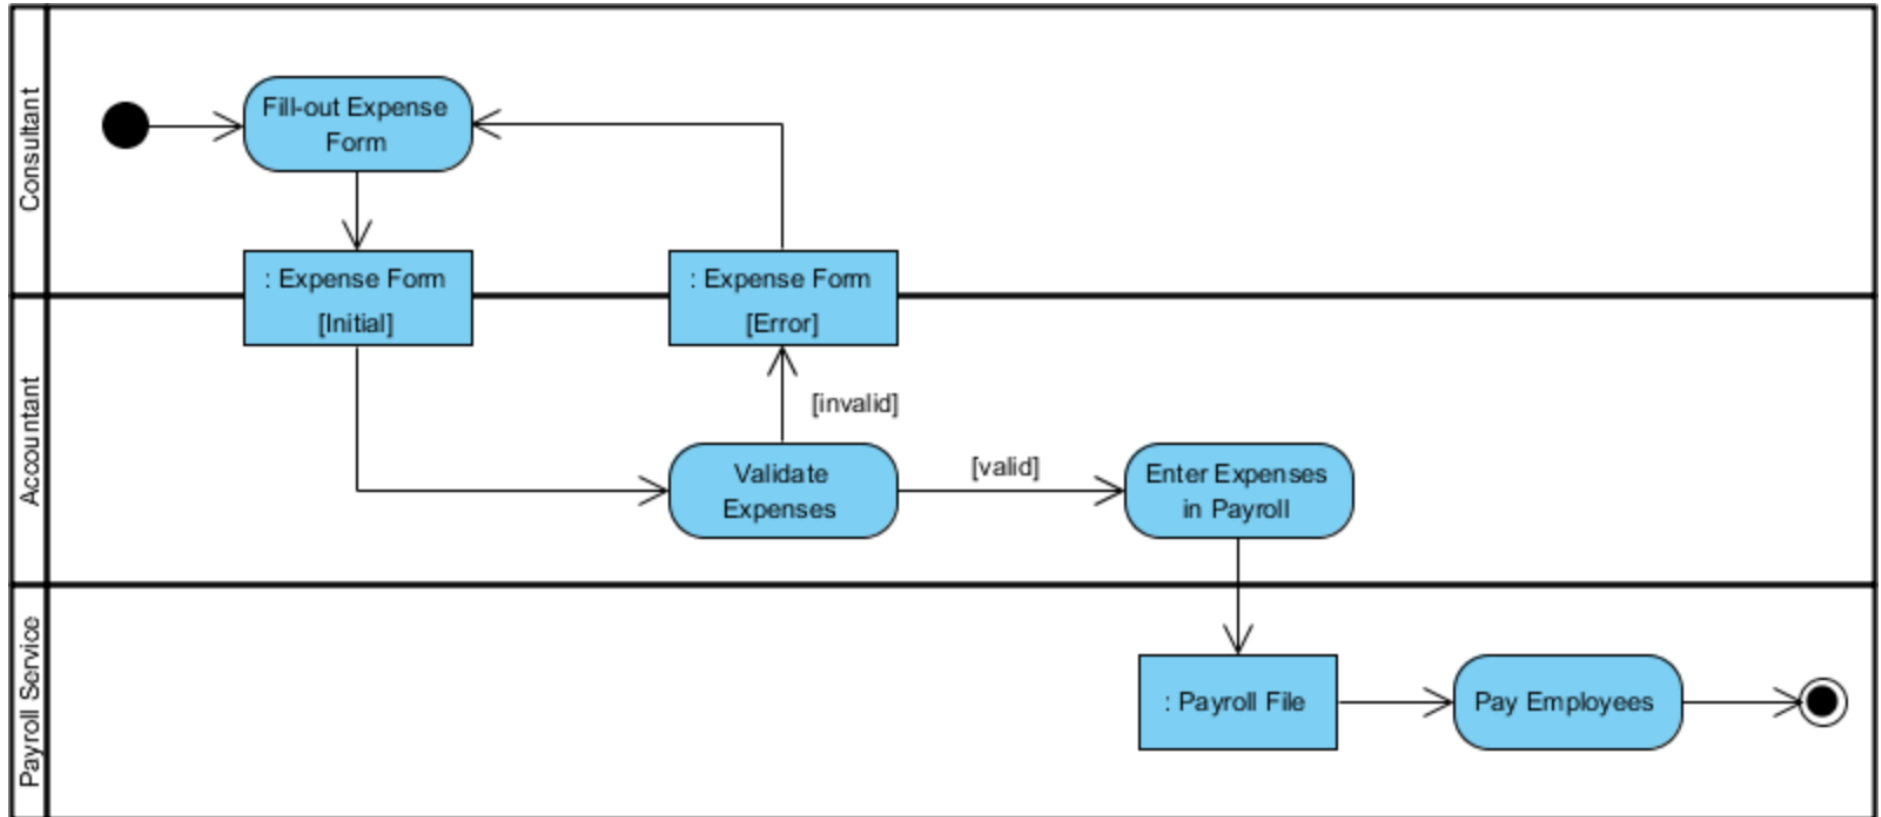 Consultant
Fill-out Expense
Form
: Expense Form
[Initial]
: Expense Form
[Error]
Accountant
[invalid]
Validate
Expenses
[valid]
Enter Expenses
in Payroll
Payroll Service
: Payroll File
Pay Employees